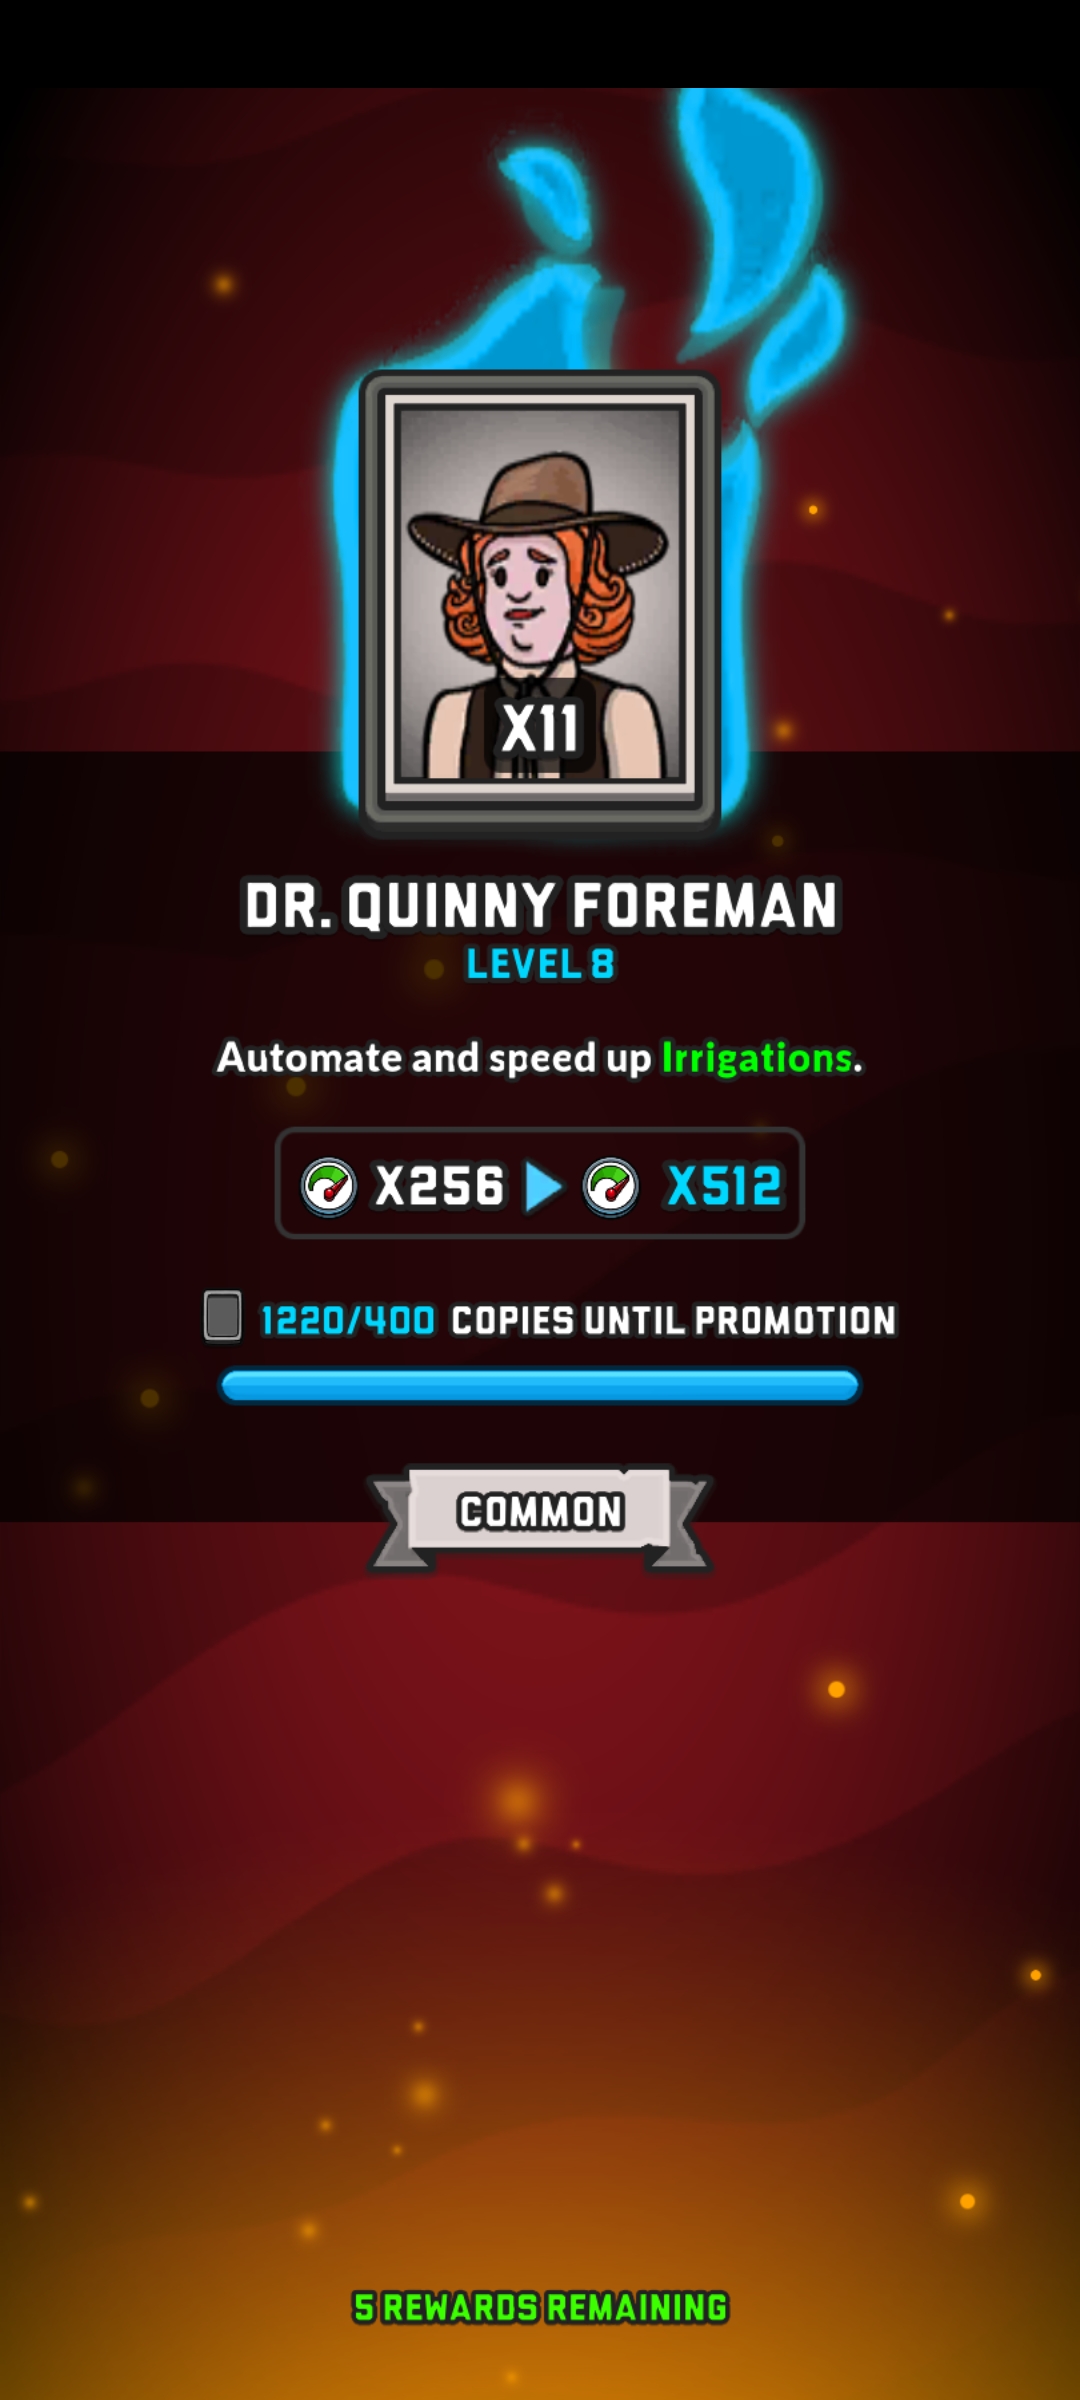 X11
DR. QUINNY FOREMAN
LEVEL 8
Automate and speed up Irrigations.
X256 X512
1220/400 COPIES UNTIL PROMOTION
COMMON
5 REWARDS REMAINING